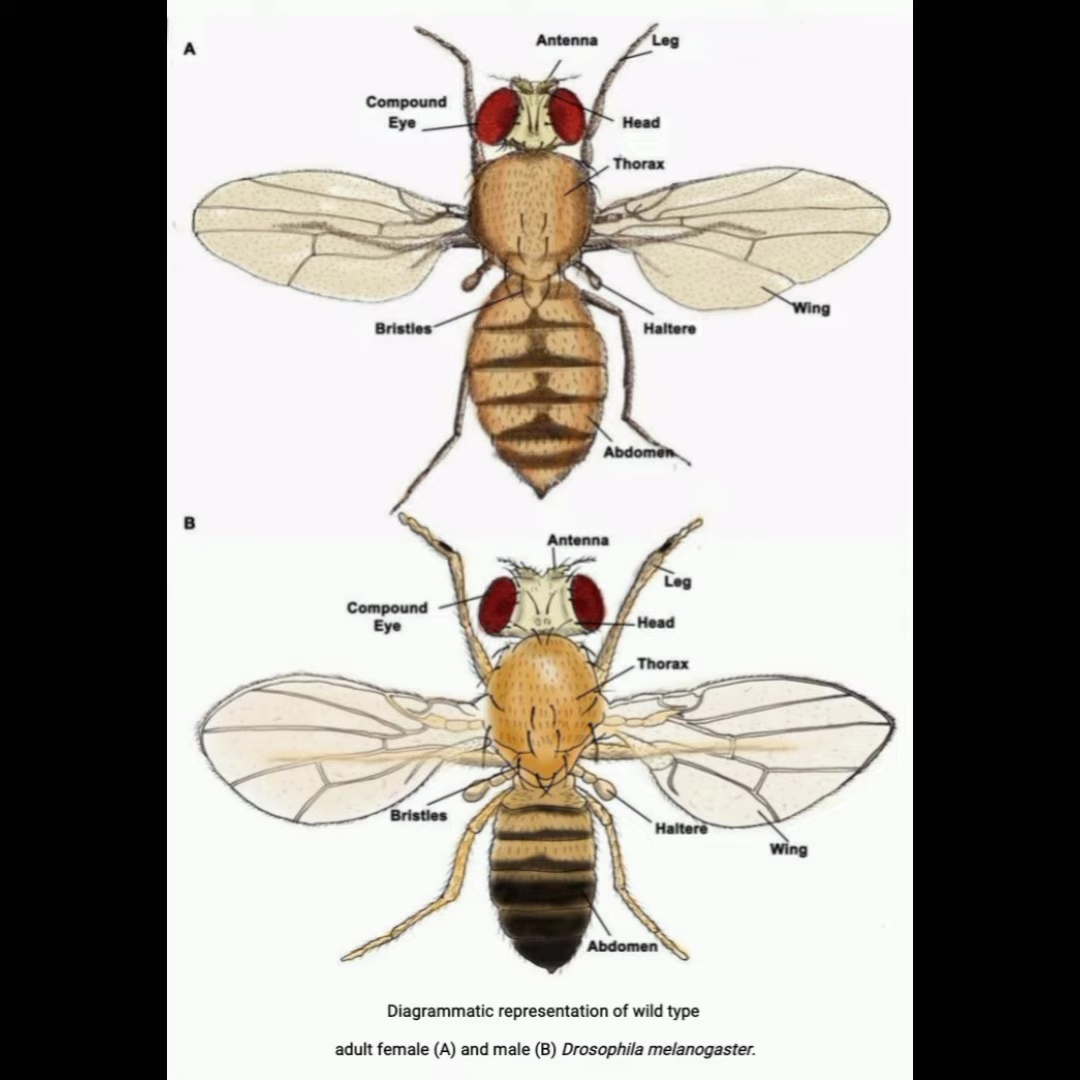 A
Antenna
Leg
Compound
Eye
Head
Thorax
Wing
Bristles
Haltere
Abdomen
B
Antenna
Leg
Compound
Eye
Head
Thorax
Bristles
Haltere
Wing
Abdomen
Diagrammatic representation of wild type
adult female (A) and male (B) Drosophila melanogaster.